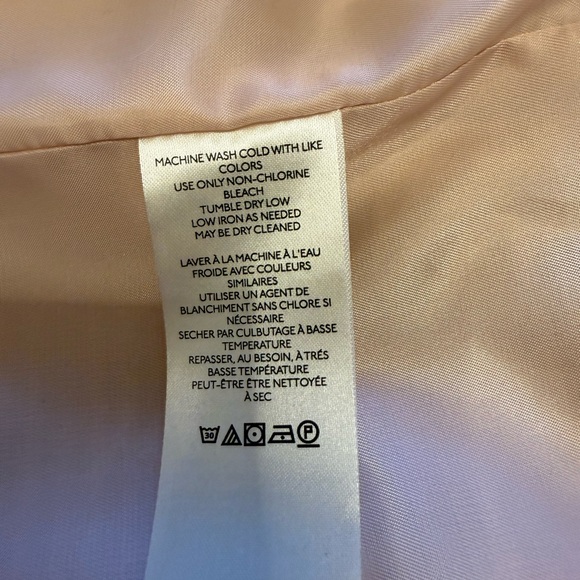 MACHINE WASH COLD WITH LIKE
COLORS
USE ONLY NON-CHLORINE
BLEACH
TUMBLE DRY LOW
LOW IRON AS NEEDED
MAY BE DRY CLEANED
LAVER À LA MACHINE À L'EAU
FROIDE AVEC COULEURS
SIMILAIRES
UTILISER UN AGENT DE
BLANCHIMENT SANS CHLORE SI
NÉCESSAIRE
SECHER PAR CULBUTAGE À BASSE
TEMPERATURE
REPASSER, AU BESOIN, À TRÉS
BASSE TEMPÉRATURE
PEUT-ÊTRE ÊTRE NETTOYÉE
À SEC
30 P